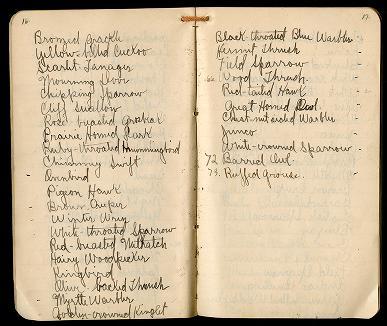 16
Bronzed Grackle
Yellow-billed Cuckoo
Scarlet Tanager
Mourning Dove
Chipping Sparrow
Cliff Swallow
Rose-breasted Grosbeak
Prairie Horned Lark
Ruby-throated Hummingbird
Chimney Swift
Ovenbird
Pigeon Hawk
Brown Creeper
Winter Wren
White-throated Sparrow
Red-breasted Nuthatch
Hairy Woodpecker
Kingbird
Olive-backed Thrush
Myrtle Warbler
Golden-crowned Kinglet
17
Black-throated Blue Warbler
Hermit Thrush
Field Sparrow
Wood Thrush
Red-tailed Hawk
Great Horned Owl
Chestnut-sided Warbler
Junco
White-crowned Sparrow
72 Barred Owl
73. Ruffed Grouse